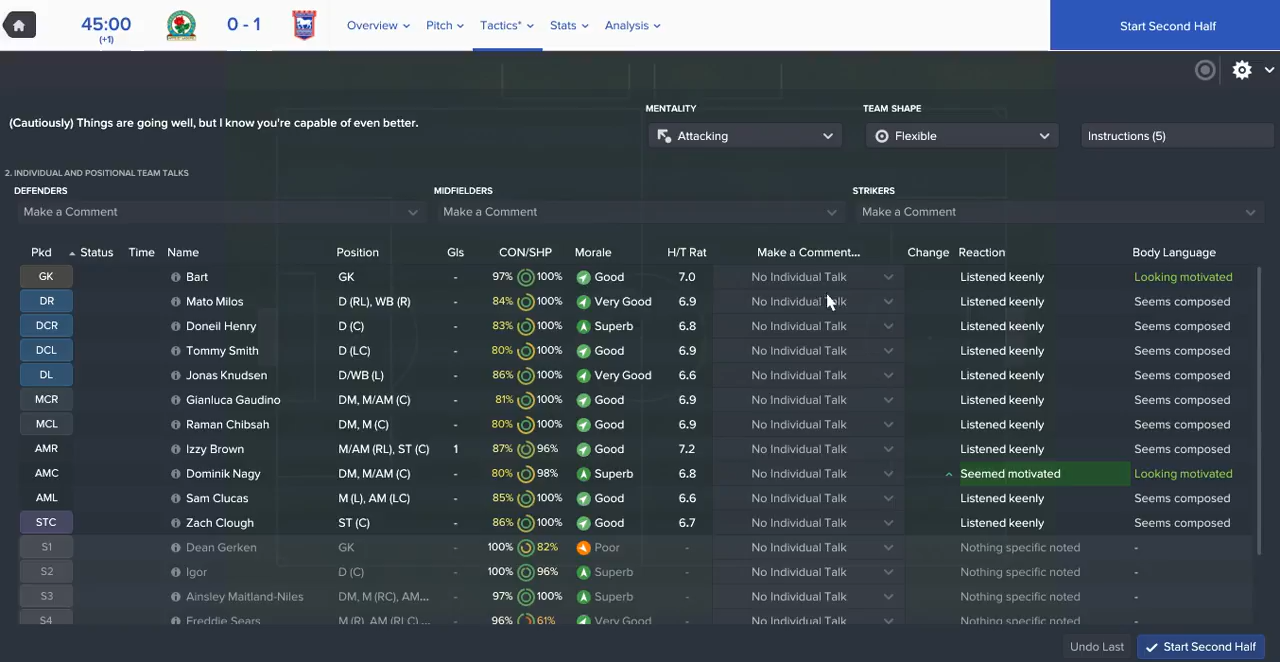 45:00
(+1)
0 - 1
Overview
Pitch
Tactics*
Stats
Analysis
Start Second Half
(Cautiously) Things are going well, but I know you're capable of even better.
MENTALITY
Attacking
TEAM SHAPE
Flexible
Instructions (5)
2. INDIVIDUAL AND POSITIONAL TEAM TALKS
DEFENDERS MIDFIELDERS STRIKERS
Make a Comment Make a Comment Make a Comment
Pkd Status Time Name Position Gls CON/SHP Morale H/T Rat Make a Comment... Change Reaction Body Language
GK Bart GK - 97% 100% Good 7.0 No Individual Talk Listened keenly Looking motivated
DR Mato Milos D (RL), WB (R) - 84% 100% Very Good 6.9 No Individual Talk Listened keenly Seems composed
DCR Doneil Henry D (C) - 83% 100% Superb 6.8 No Individual Talk Listened keenly Seems composed
DCL Tommy Smith D (LC) - 80% 100% Good 6.9 No Individual Talk Listened keenly Seems composed
DL Jonas Knudsen D/WB (L) - 86% 100% Very Good 6.6 No Individual Talk Listened keenly Seems composed
MCR Gianluca Gaudino DM, M/AM (C) - 81% 100% Good 6.9 No Individual Talk Listened keenly Seems composed
MCL Raman Chibsah DM, M (C) - 80% 100% Good 6.9 No Individual Talk Listened keenly Seems composed
AMR Izzy Brown M/AM (RL), ST (C) 1 87% 96% Good 7.2 No Individual Talk Listened keenly Seems composed
AMC Dominik Nagy DM, M/AM (C) - 80% 98% Superb 6.8 No Individual Talk Seemed motivated Looking motivated
AML Sam Clucas M (L), AM (LC) - 85% 100% Good 6.6 No Individual Talk Listened keenly Seems composed
STC Zach Clough ST (C) - 86% 100% Good 6.7 No Individual Talk Listened keenly Seems composed
S1 Dean Gerken GK - 100% 82% Poor - No Individual Talk Nothing specific noted -
S2 Igor D (C) - 100% 96% Superb - No Individual Talk Nothing specific noted -
S3 Ainsley Maitland-Niles DM, M (RC), AM... - 97% 100% Superb - No Individual Talk Nothing specific noted -
S4 Freddie Sears M (R), AM (RLC),... - 96% 61% Very Good - No Individual Talk Nothing specific noted -
Undo Last
Start Second Half